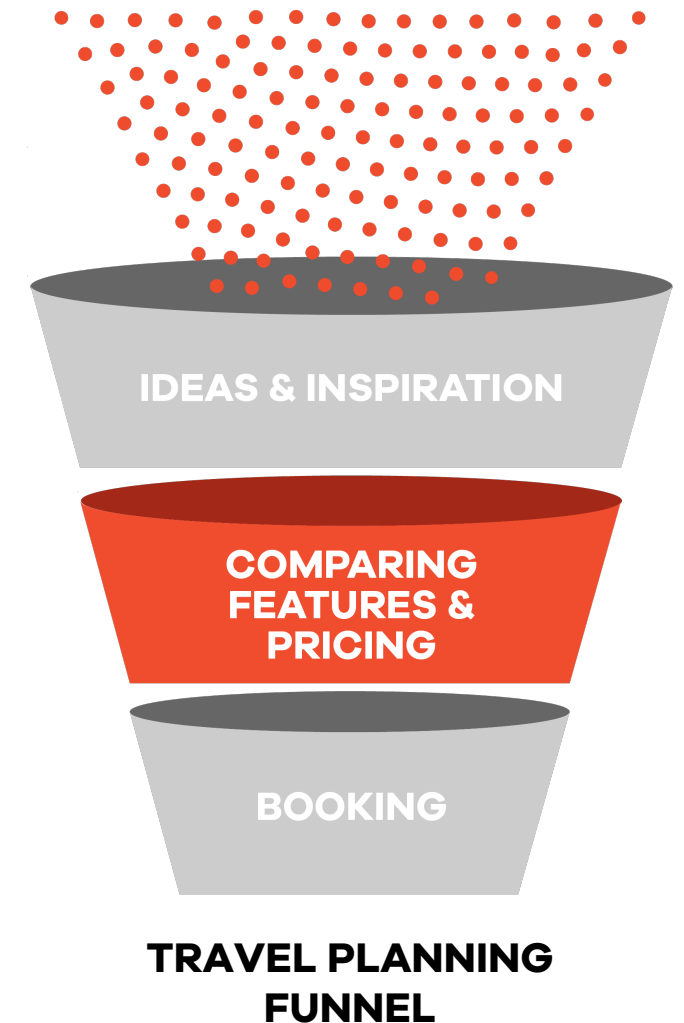 IDEAS & INSPIRATION
COMPARING
FEATURES &
PRICING
BOOKING
TRAVEL PLANNING
FUNNEL